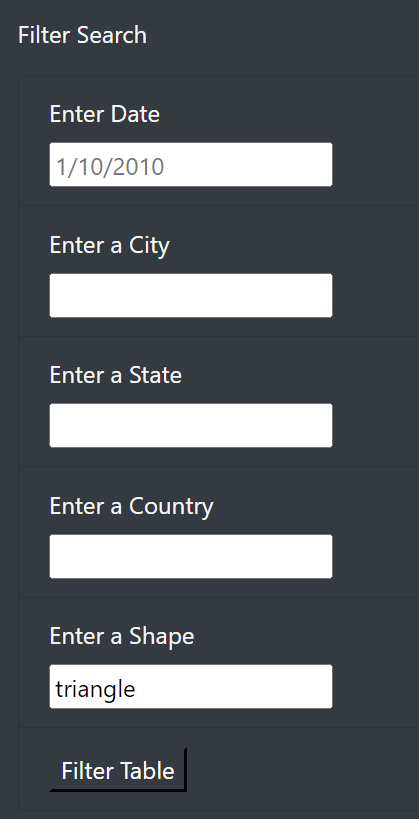 Filter Search
Enter Date
1/10/2010
Enter a City
Enter a State
Enter a Country
Enter a Shape
triangle
Filter Table